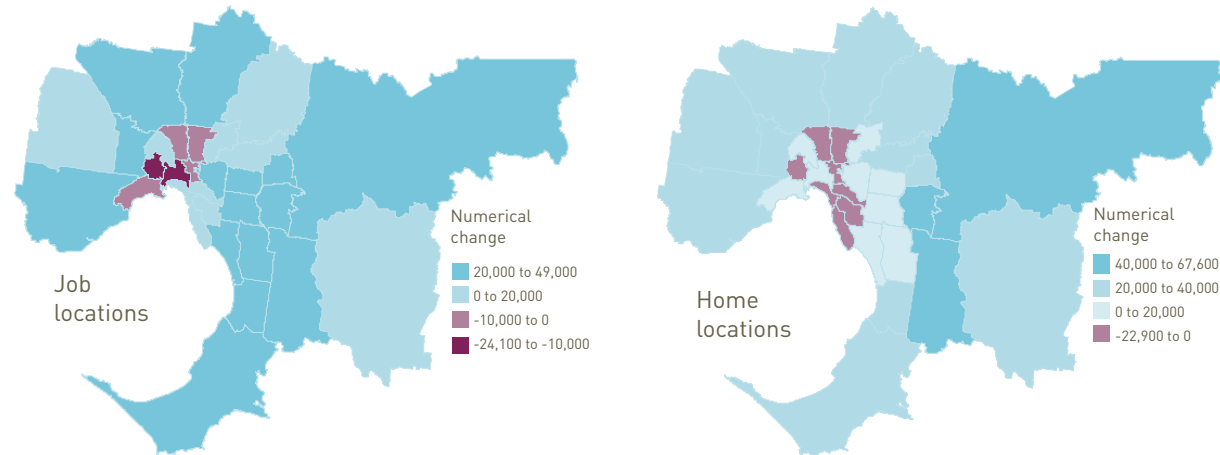 Job
locations
Numerical
change
20,000 to 49,000
0 to 20,000
-10,000 to 0
-24,100 to -10,000
Home
locations
Numerical
change
40,000 to 67,600
20,000 to 40,000
0 to 20,000
-22,900 to 0